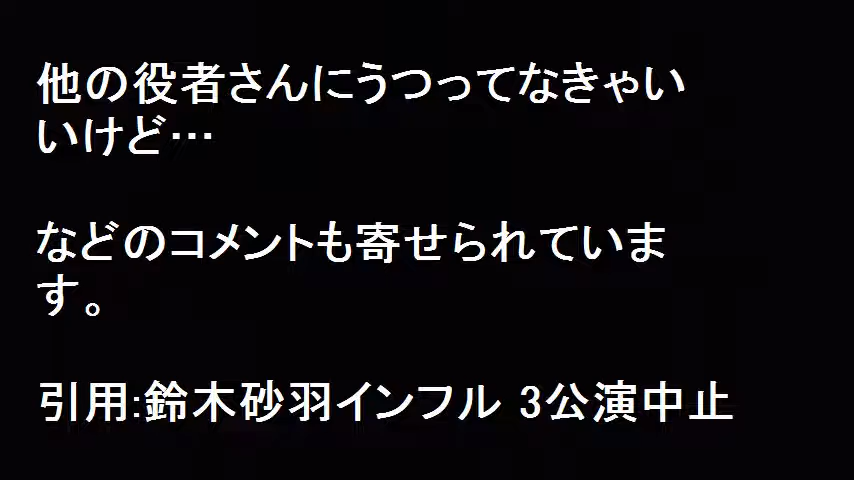 他の役者さんにうつってなきゃい
いけど…
などのコメントも寄せられていま
す。
引用:鈴木砂羽インフル 3公演中止